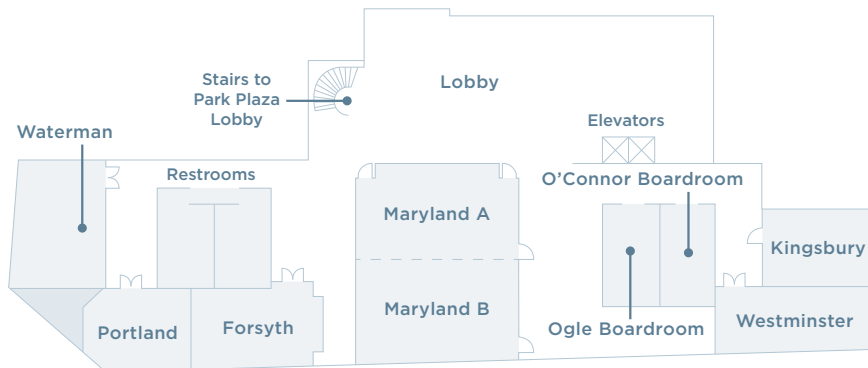 Lobby
Stairs to
Park Plaza
Lobby
Elevators
Waterman
Restrooms
O’Connor Boardroom
Maryland A
Kingsbury
Maryland B
Portland
Forsyth
Ogle Boardroom
Westminster